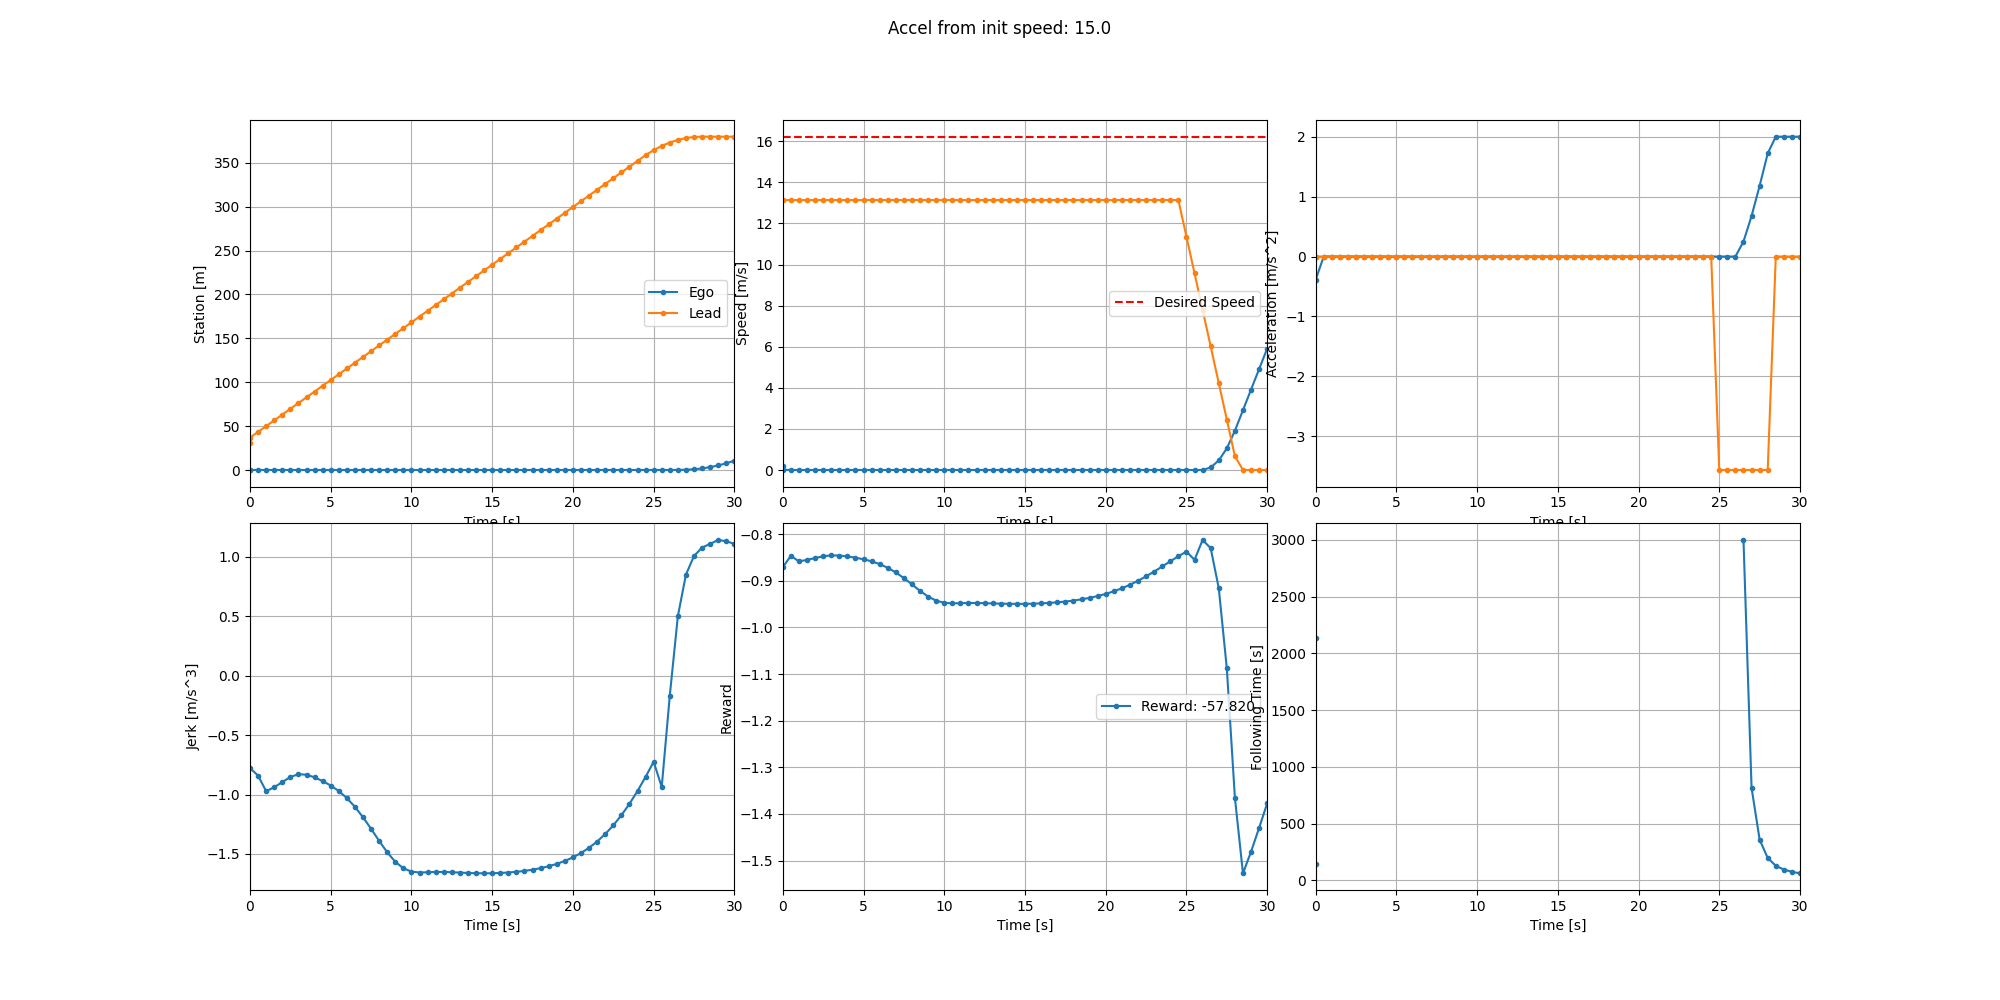 Accel from init speed: 15.0
Station [m]
350
300
250
200
150
100
50
0
Ego
Lead
0 5 10 15 20 25 30
Time [s]
Speed [m/s]
16
14
12
10
8
6
4
2
0
Desired Speed
0 5 10 15 20 25 30
Time [s]
Acceleration [m/s^2]
2
1
0
−1
−2
−3
0 5 10 15 20 25 30
Time [s]
Jerk [m/s^3]
1.0
0.5
0.0
−0.5
−1.0
−1.5
0 5 10 15 20 25 30
Time [s]
Reward
−0.8
−0.9
−1.0
−1.1
−1.2
−1.3
−1.4
−1.5
Reward: -57.820
0 5 10 15 20 25 30
Time [s]
Following Time [s]
3000
2500
2000
1500
1000
500
0
0 5 10 15 20 25 30
Time [s]